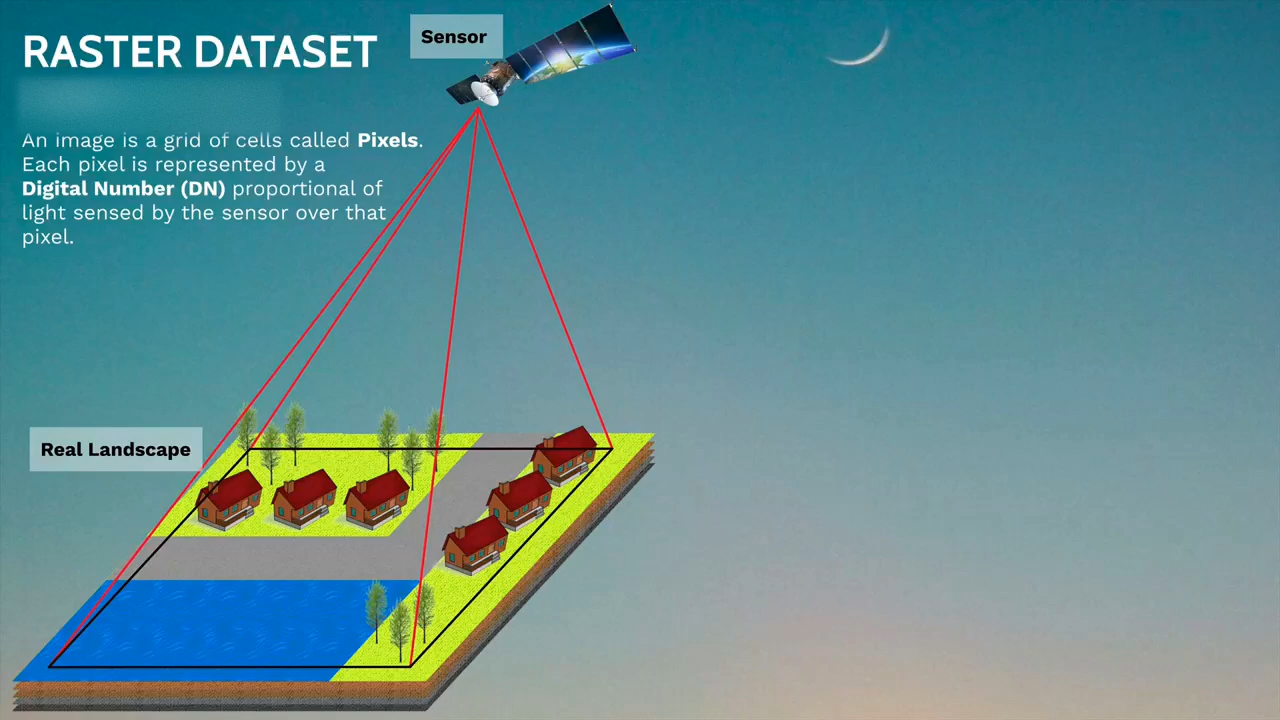 RASTER DATASET
Sensor
An image is a grid of cells called Pixels.
Each pixel is represented by a
Digital Number (DN) proportional of
light sensed by the sensor over that
pixel.
Real Landscape